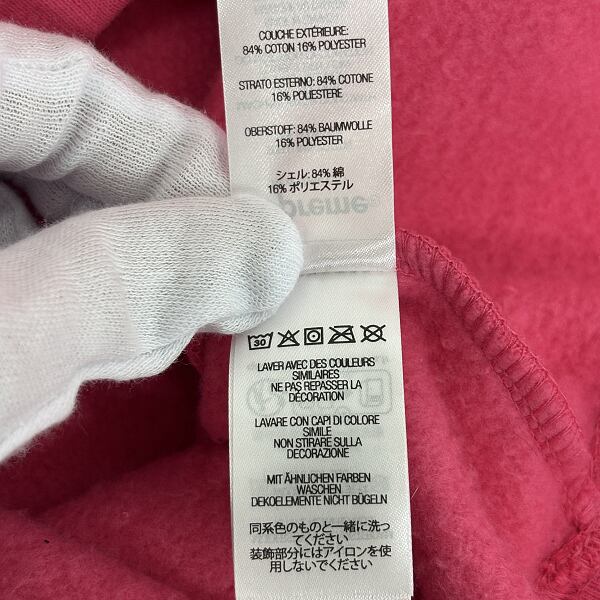 COUCHE EXTÉRIEURE:
84% COTON 16% POLYESTER
STRATO ESTERNO: 84% COTONE
16% POLIESTERE
OBERSTOFF: 84% BAUMWOLLE
16% POLYESTER
シェル: 84% 綿
16% ポリエステル
30
LAVER AVEC DES COULEURS
SIMILAIRES
NE PAS REPASSER LA
DÉCORATION
LAVARE CON CAPI DI COLORE
SIMILE
NON STIRARE SULLA
DECORAZIONE
MIT ÄHNLICHEN FARBEN
WASCHEN
DEKOELEMENTE NICHT BÜGELN
同系色のものと一緒に洗っ
てください
装飾部分にはアイロンを使
用しないでください